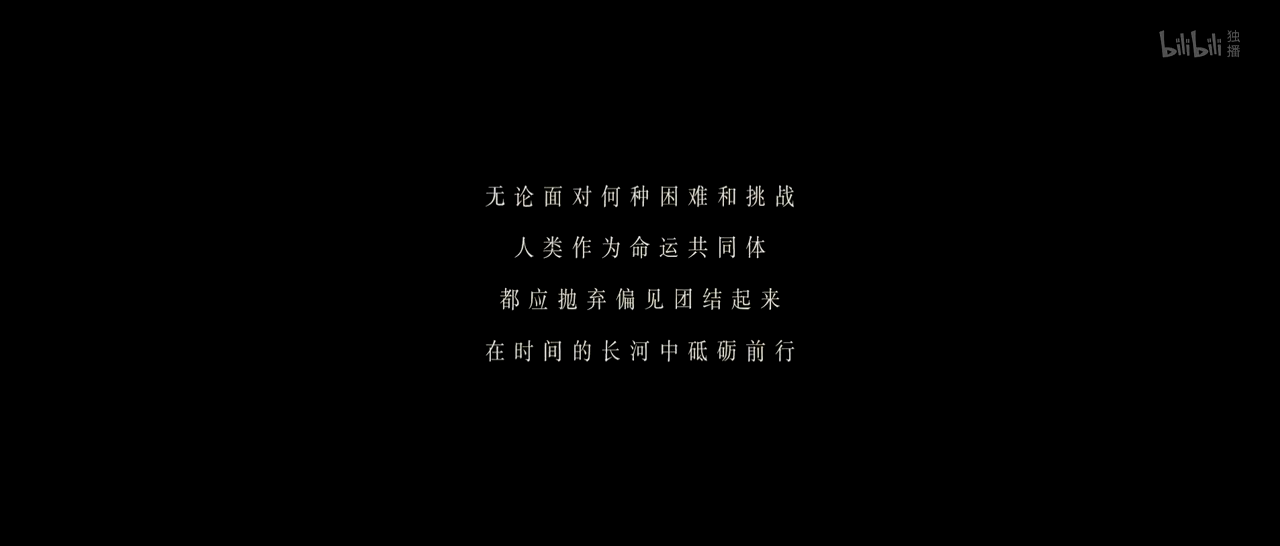 bilibili 独播
无论面对何种困难和挑战
人类作为命运共同体
都应抛弃偏见团结起来
在时间的长河中砥砺前行